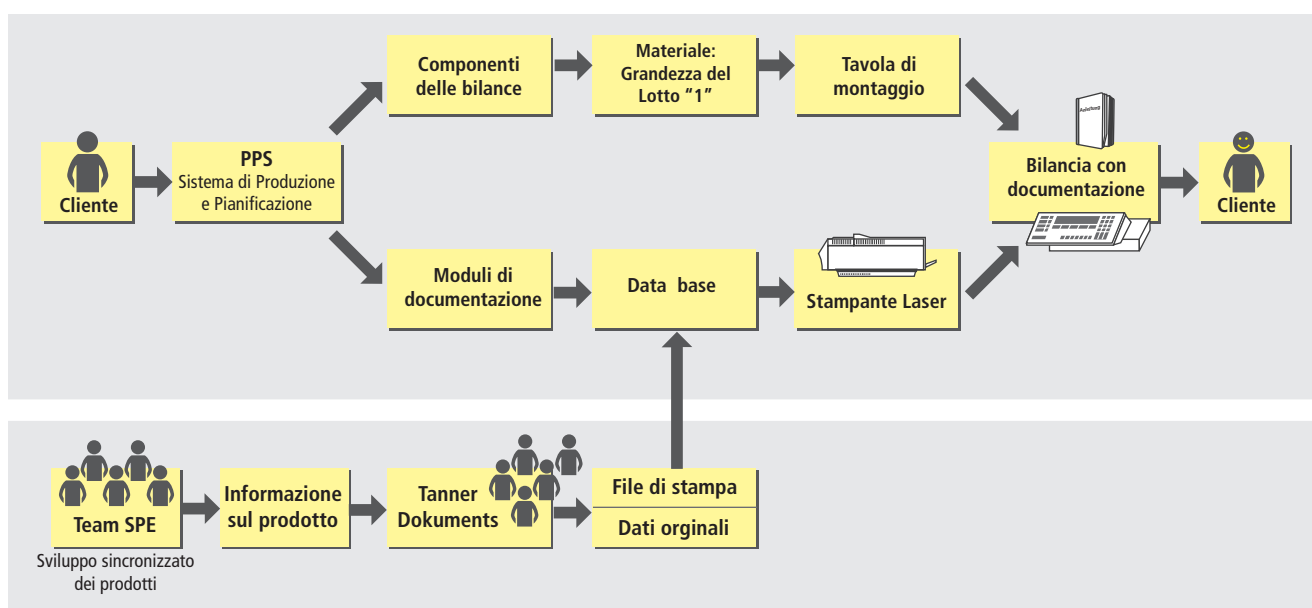 Componenti
delle bilance
Materiale:
Grandezza del
Lotto "1"
Tavola di
montaggio
Cliente
PPS
Sistema di Produzione
e Pianificazione
Bilancia con
documentazione
Cliente
Moduli di
documentazione
Data base
Stampante Laser
Team SPE
Sviluppo sincronizzato
dei prodotti
Informazione
sul prodotto
Tanner
Dokuments
File di stampa
Dati orginali